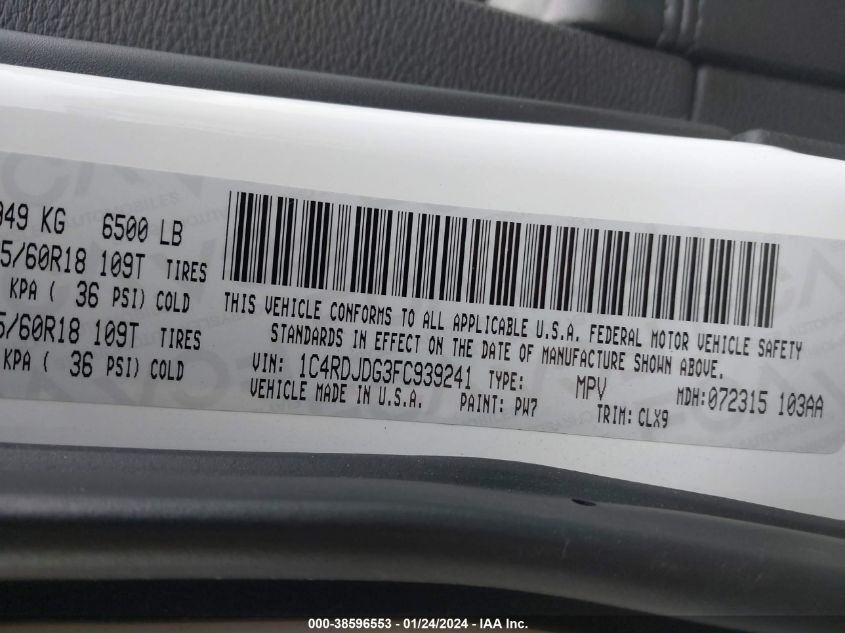 949 KG 6500 LB
5/60R18 109T TIRES
KPA ( 36 PSI) COLD
5/60R18 109T TIRES
KPA ( 36 PSI) COLD
THIS VEHICLE CONFORMS TO ALL APPLICABLE U.S.A. FEDERAL MOTOR VEHICLE SAFETY
STANDARDS IN EFFECT ON THE DATE OF MANUFACTURE SHOWN ABOVE.
VIN: 1C4RDJDG3FC939241 TYPE: MPV MDH:072315 103AA
VEHICLE MADE IN U.S.A. PAINT: PW7 TRIM: CLX9
000-38596553 - 01/24/2024 - IAA Inc.